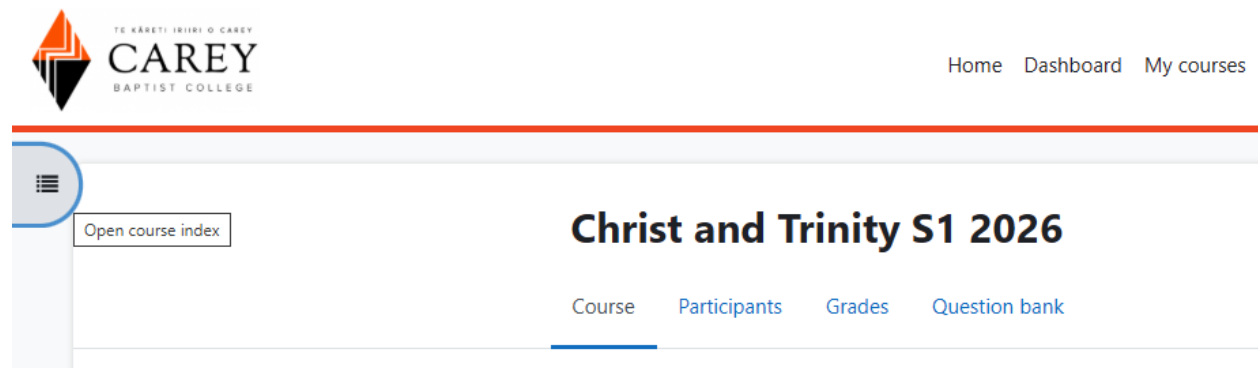 TE KĀRETI IRIIRI O CAREY
CAREY
BAPTIST COLLEGE
Home Dashboard My courses
Open course index
Christ and Trinity S1 2026
Course Participants Grades Question bank